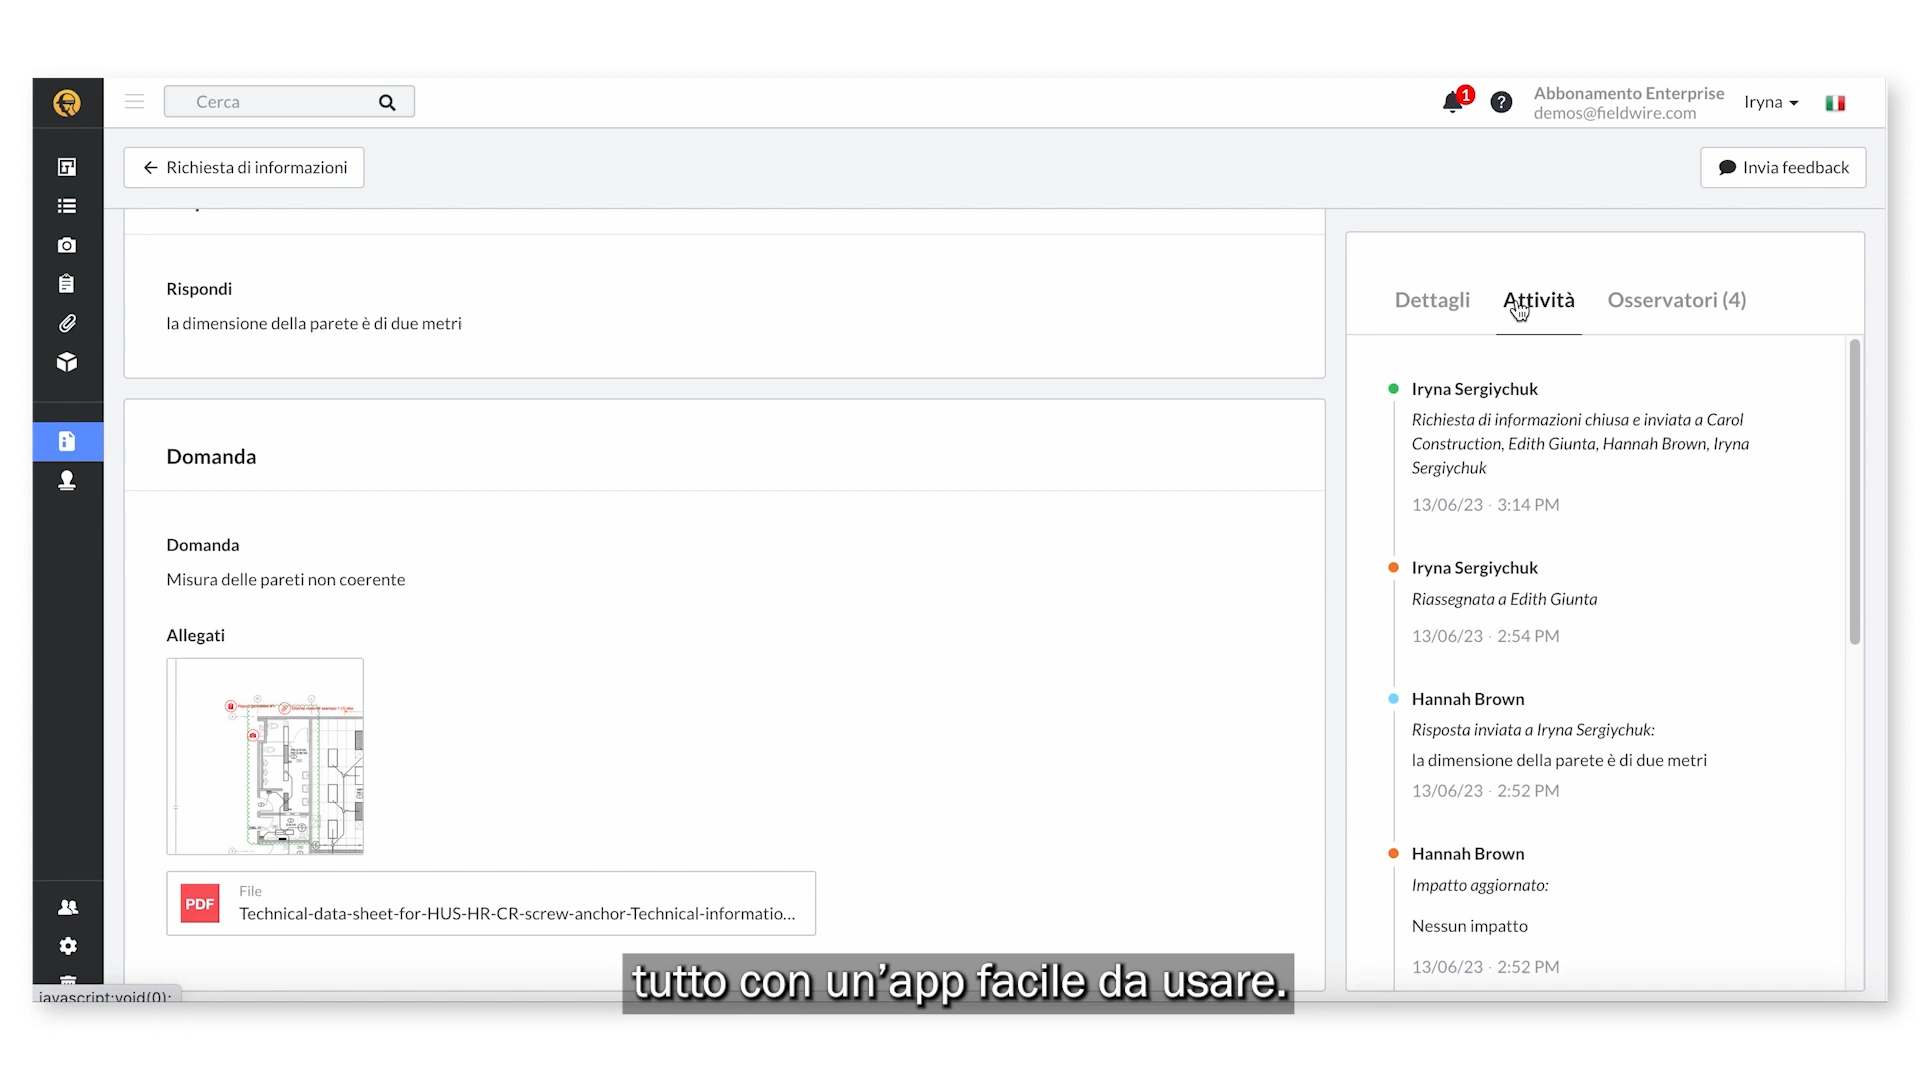 Cerca
1
?
Abbonamento Enterprise
demos@fieldwire.com
Iryna
Richiesta di informazioni
Invia feedback
Rispondi
la dimensione della parete è di due metri
Domanda
Domanda
Misura delle pareti non coerente
Allegati
PDF
File
Technical-data-sheet-for-HUS-HR-CR-screw-anchor-Technical-informatio...
Dettagli
Attività
Osservatori (4)
Iryna Sergiychuk
Richiesta di informazioni chiusa e inviata a Carol
Construction, Edith Giunta, Hannah Brown, Iryna
Sergiychuk
13/06/23 · 3:14 PM
Iryna Sergiychuk
Riassegnata a Edith Giunta
13/06/23 · 2:54 PM
Hannah Brown
Risposta inviata a Iryna Sergiychuk:
la dimensione della parete è di due metri
13/06/23 · 2:52 PM
Hannah Brown
Impatto aggiornato:
Nessun impatto
13/06/23 · 2:52 PM
javascript:void(0);
tutto con un’app facile da usare.